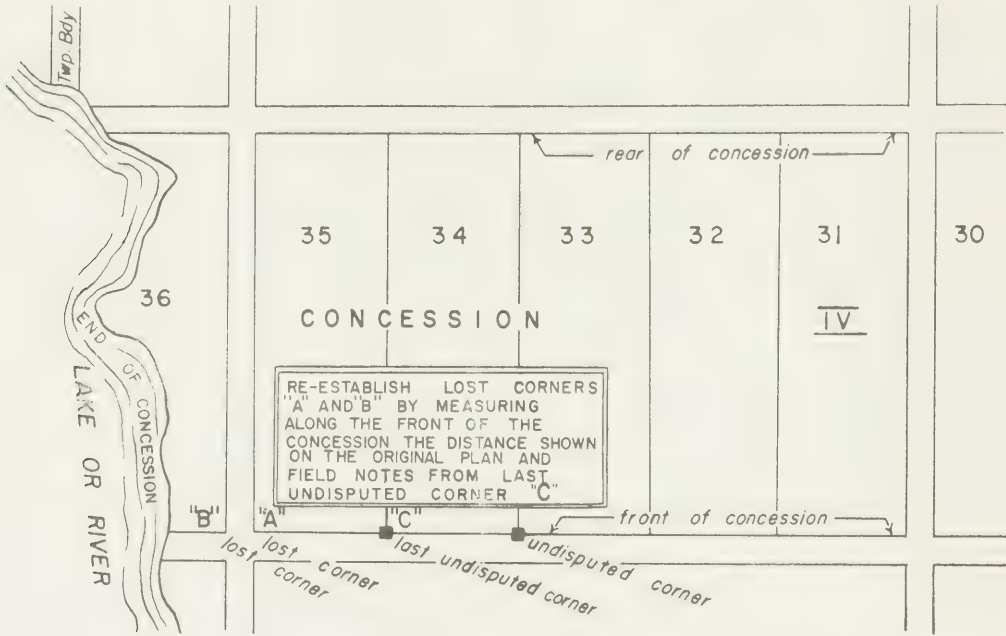 Twp. Bdy
rear of concession
35
34
33
32
31
30
36
CONCESSION
IV
END OF CONCESSION
LAKE OR RIVER
RE-ESTABLISH LOST CORNERS
"A" AND "B" BY MEASURING
ALONG THE FRONT OF THE
CONCESSION THE DISTANCE SHOWN
ON THE ORIGINAL PLAN AND
FIELD NOTES FROM LAST
UNDISPUTED CORNER "C"
"B"
"A"
"C"
front of concession
lost corner
lost corner
last undisputed corner
undisputed corner